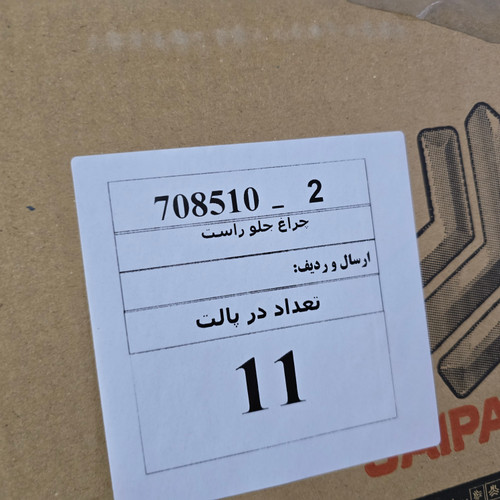 708510 - 2
چراغ جلو راست
ارسال و ردیف:
تعداد در پالت
11
SAIPA